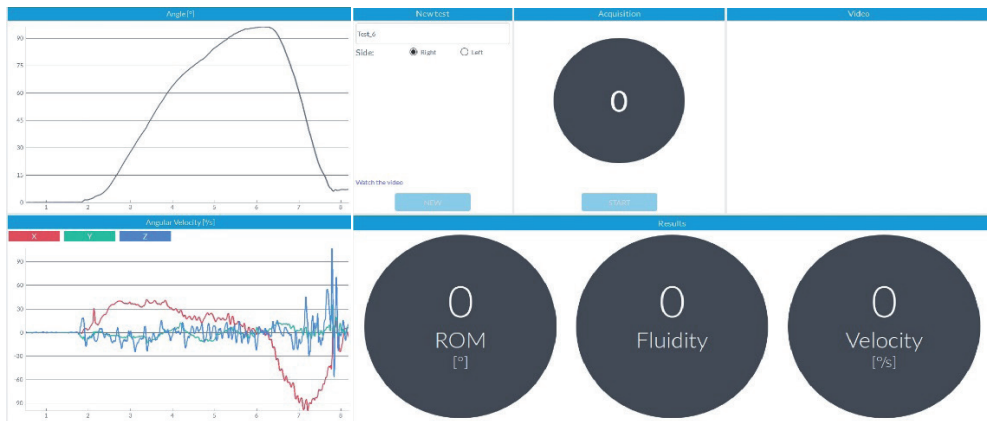 Angle [°]
90
75
60
45
30
15
0
1 2 3 4 5 6 7 8
New test
Test_6
Side: Right Left
Watch the video
NEW
Acquisition
0
START
Video
Angular Velocity [°/s]
X Y Z
90
60
30
0
-30
-60
-90
1 2 3 4 5 6 7 8
Results
0
ROM
[°]
0
Fluidity
0
Velocity
[°/s]